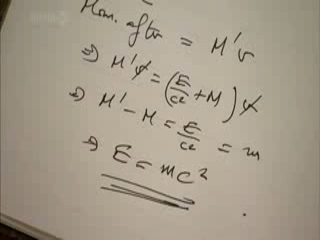 Mom. after = M'v
⇒ M'v = (E/c² + M) v
⇒ M' - M = E/c² = m
⇒ E = mc²